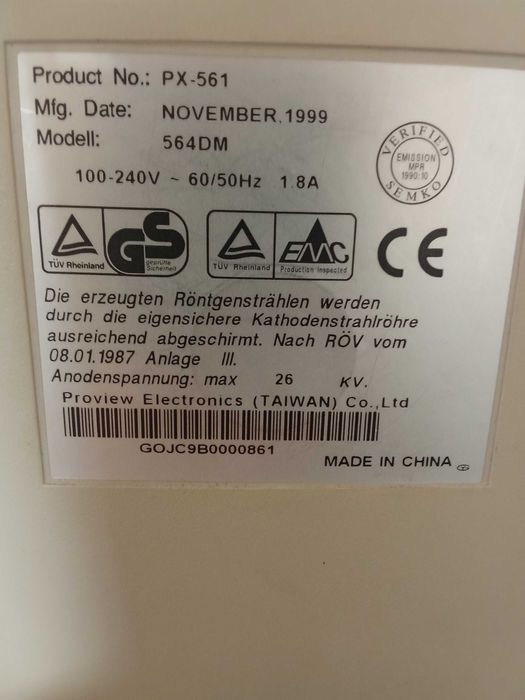 Product No.: PX-561
Mfg. Date: NOVEMBER,1999
Modell: 564DM
100-240V ~ 60/50Hz 1.8A
VERIFIED
EMISSION
MPR
1990:10
SEMKO
TÜV Rheinland
GS
geprüfte
Sicherheit
TÜV Rheinland
EMC
Production Inspected
CE
Die erzeugten Röntgenstrählen werden
durch die eigensichere Kathodenstrahlröhre
ausreichend abgeschirmt. Nach RÖV vom
08.01.1987 Anlage III.
Anodenspannung: max 26 KV.
Proview Electronics (TAIWAN) Co.,Ltd
GOJC9B0000861
MADE IN CHINA